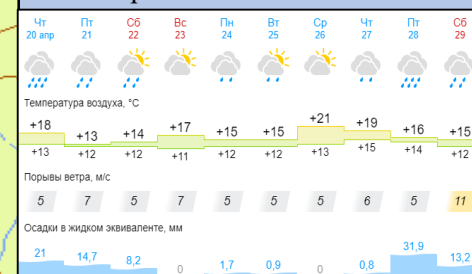 Чт Пт Сб Вс Пн Вт Ср Чт Пт Сб
20 апр 21 22 23 24 25 26 27 28 29
Температура воздуха, °C
+18 +13 +14 +17 +15 +15 +21 +19 +16 +15
+13 +12 +12 +11 +12 +12 +13 +15 +14 +12
Порывы ветра, м/с
5 7 5 7 5 5 5 6 5 11
Осадки в жидком эквиваленте, мм
21 14,7 8,2 0 1,7 0,9 0 0,8 31,9 13,2